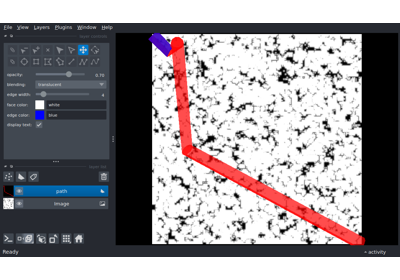 File View Layers Plugins Window Help
opacity: 0.70
blending: translucent
edge width: 4
face color: white
edge color: blue
display text: ✓
path
Image
Ready
activity